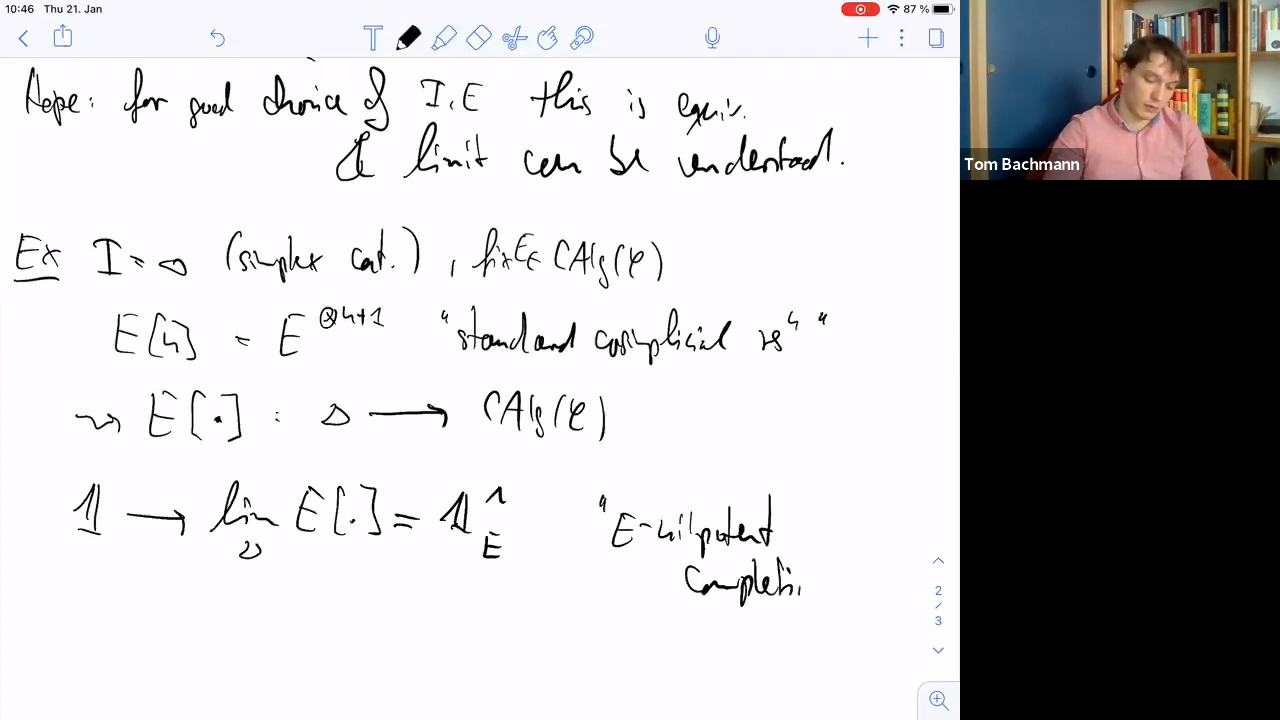 10:46 Thu 21. Jan
87 %
Hope: for good choice of I, E this is equiv.
& limit can be understood.
Ex I = Δ (simplex cat.), fix E ∈ CAlg(𝒞)
E[n] = E^{⊗n+1} "standard cosimplicial res^n"
⇝ E[•] : Δ ⟶ CAlg(𝒞)
𝟙 ⟶ lim_Δ E[•] = 𝟙^∧_E "E-nilpotent
completi
2
3
Tom Bachmann